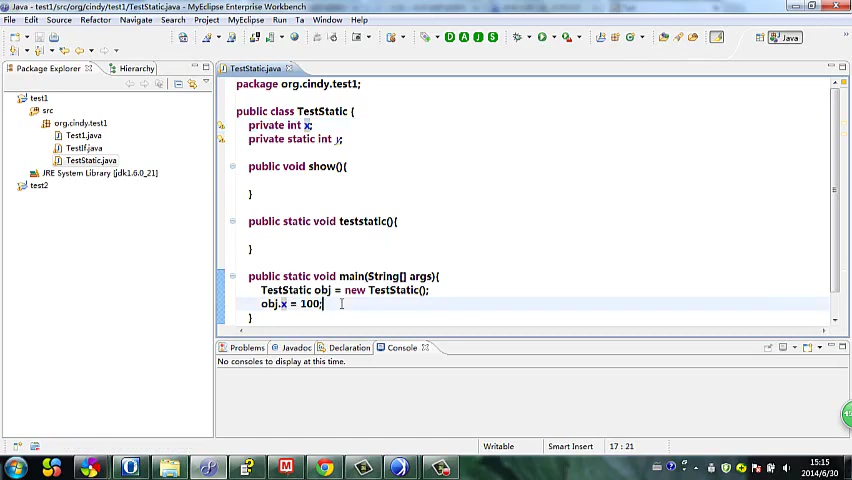 Java - test1/src/org/cindy/test1/TestStatic.java - MyEclipse Enterprise Workbench
File Edit Source Refactor Navigate Search Project MyEclipse Run Window Help
Java
Package Explorer Hierarchy
test1
src
org.cindy.test1
Test1.java
TestIf.java
TestStatic.java
JRE System Library [jdk1.6.0_21]
test2
TestStatic.java
package org.cindy.test1;
public class TestStatic {
private int x;
private static int y;
public void show(){
}
public static void teststatic(){
}
public static void main(String[] args){
TestStatic obj = new TestStatic();
obj.x = 100;
}
Problems Javadoc Declaration Console
No consoles to display at this time.
Writable Smart Insert 17 : 21
15:15
2014/6/30